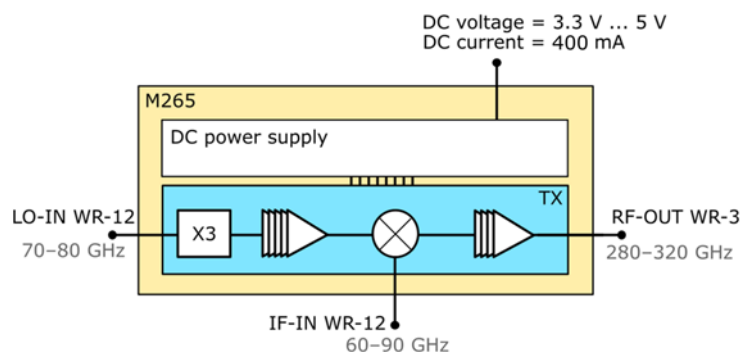 DC voltage = 3.3 V ... 5 V
DC current = 400 mA
M265
DC power supply
TX
LO-IN WR-12
70–80 GHz
X3
RF-OUT WR-3
280–320 GHz
IF-IN WR-12
60–90 GHz